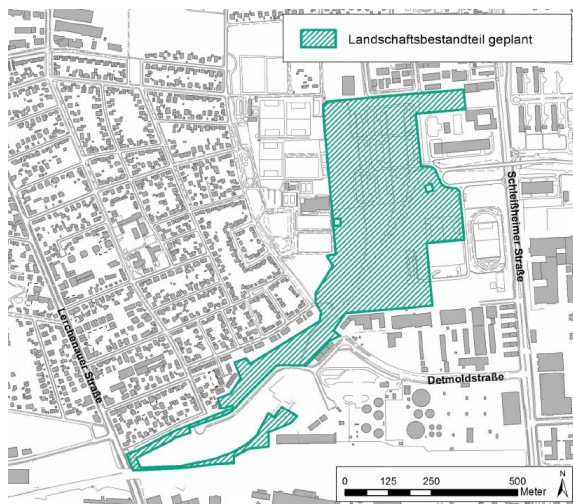 Landschaftsbestandteil geplant
Schleißheimer Straße
Lerchenauer Straße
Detmoldstraße
N
0 125 250 500
Meter